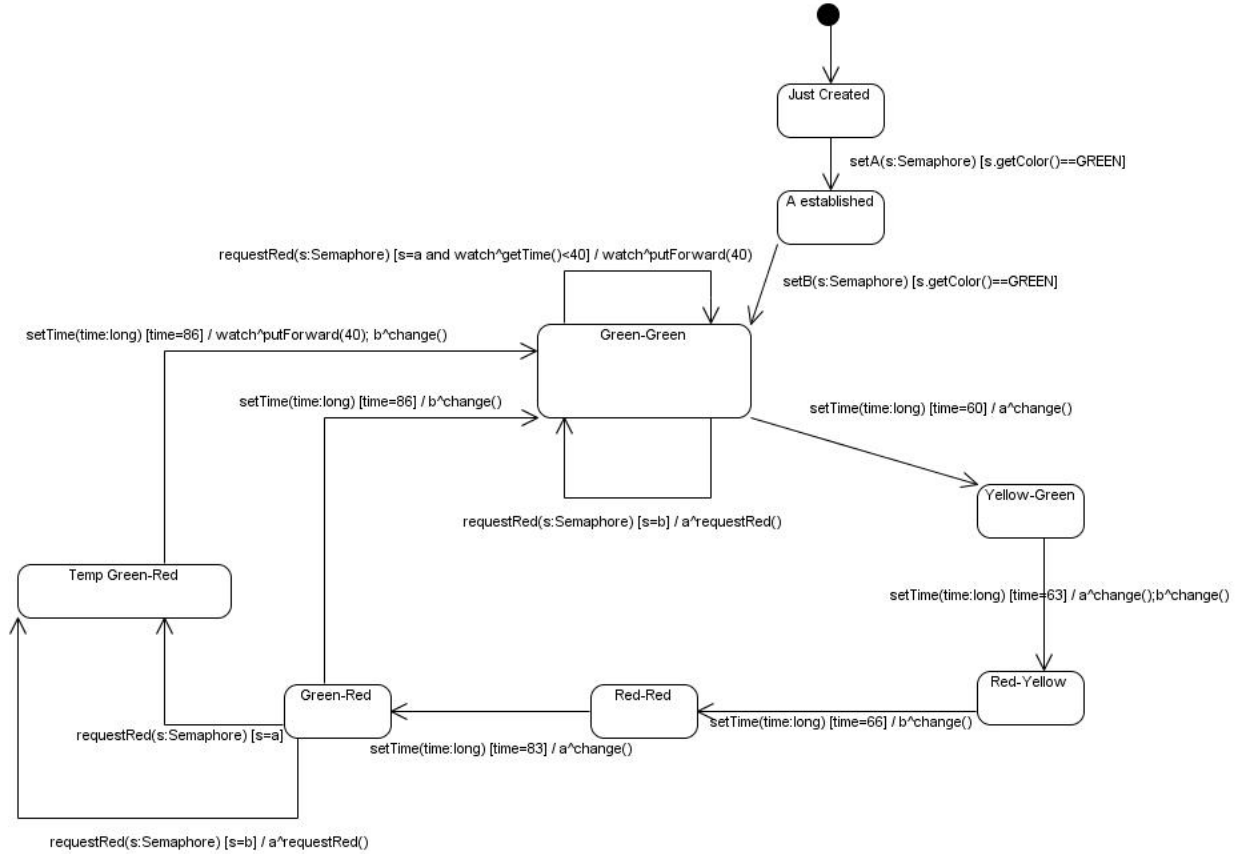 Just Created
setA(s:Semaphore) [s.getColor()==GREEN]
A established
requestRed(s:Semaphore) [s=a and watch^getTime()<40] / watch^putForward(40)
setB(s:Semaphore) [s.getColor()==GREEN]
setTime(time:long) [time=86] / watch^putForward(40); b^change()
Green-Green
setTime(time:long) [time=86] / b^change()
setTime(time:long) [time=60] / a^change()
Yellow-Green
requestRed(s:Semaphore) [s=b] / a^requestRed()
Temp Green-Red
setTime(time:long) [time=63] / a^change();b^change()
Green-Red
Red-Red
Red-Yellow
setTime(time:long) [time=66] / b^change()
requestRed(s:Semaphore) [s=a]
setTime(time:long) [time=83] / a^change()
requestRed(s:Semaphore) [s=b] / a^requestRed()